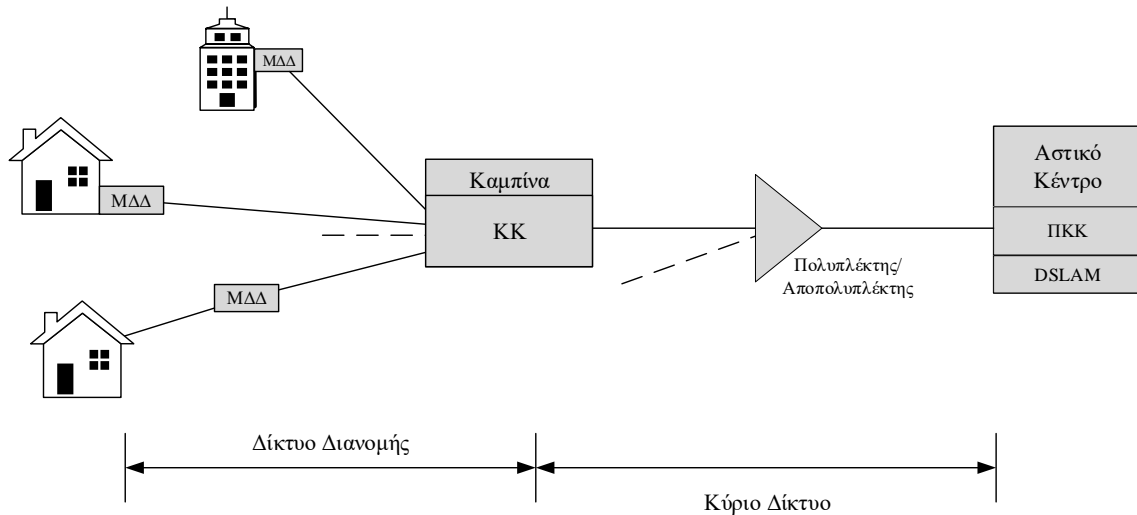 ΜΔΔ
ΜΔΔ
ΜΔΔ
Καμπίνα
ΚΚ
Πολυπλέκτης/
Αποπολυπλέκτης
Αστικό
Κέντρο
ΠΚΚ
DSLAM
Δίκτυο Διανομής
Κύριο Δίκτυο